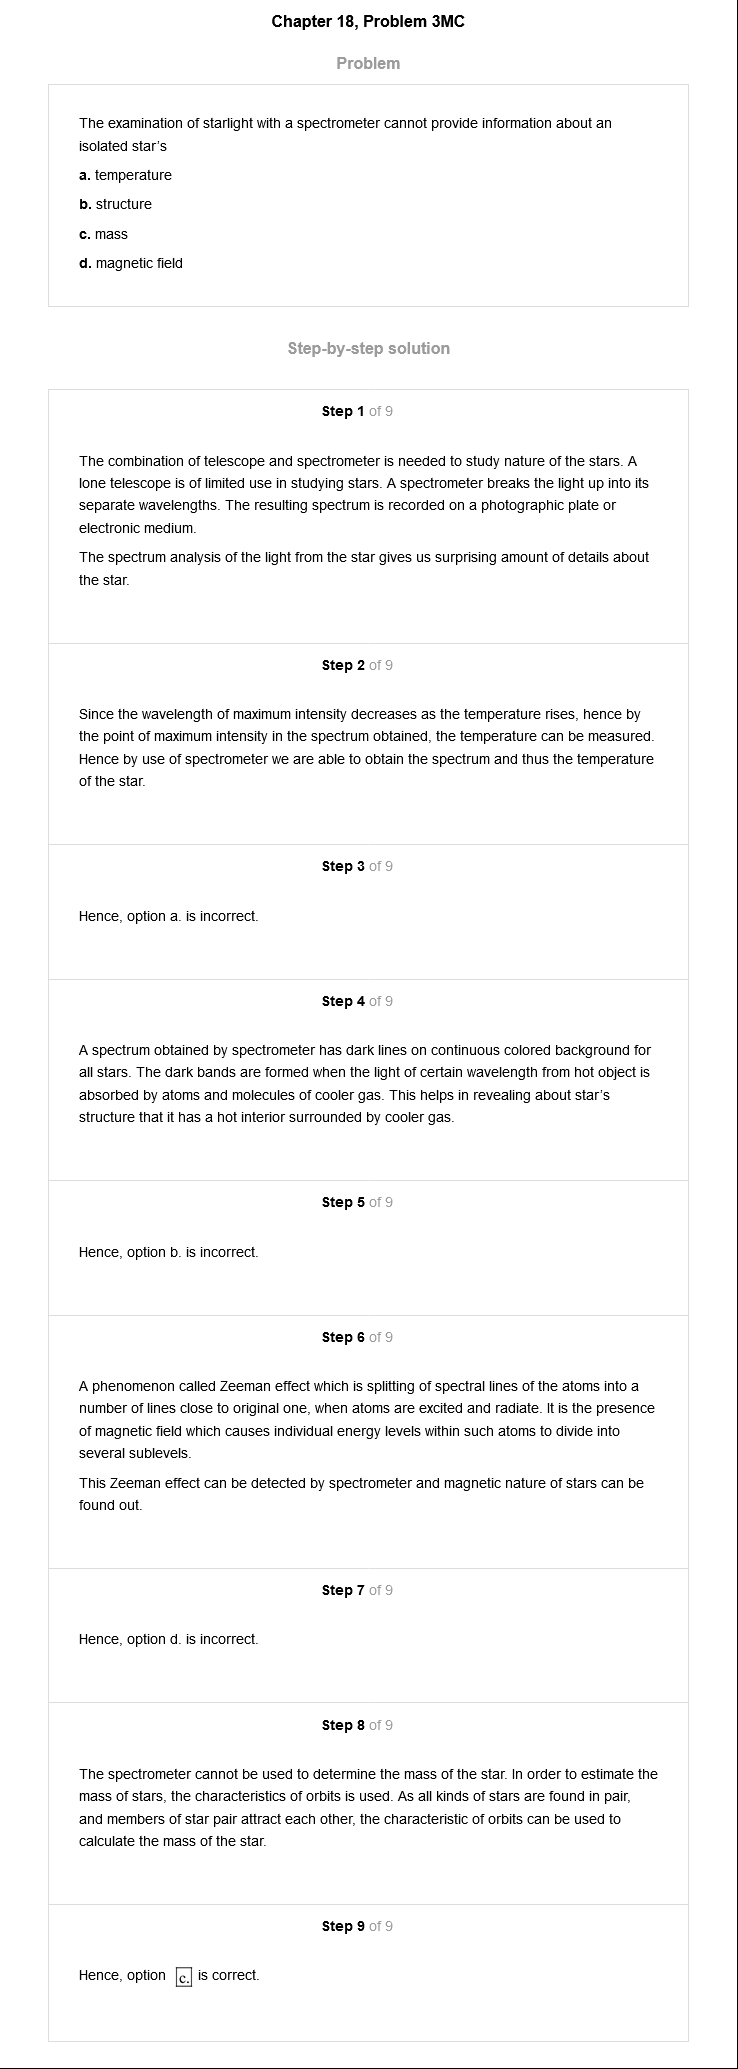 Chapter 18, Problem 3MC
Problem
The examination of starlight with a spectrometer cannot provide information about an
isolated star's
a. temperature
b. structure
c. mass
d. magnetic field
Step-by-step solution
Step 1 of 9
The combination of telescope and spectrometer is needed to study nature of the stars. A
lone telescope is of limited use in studying stars. A spectrometer breaks the light up into its
separate wavelengths. The resulting spectrum is recorded on a photographic plate or
electronic medium.
The spectrum analysis of the light from the star gives us surprising amount of details about
the star.
Step 2 of 9
Since the wavelength of maximum intensity decreases as the temperature rises, hence by
the point of maximum intensity in the spectrum obtained, the temperature can be measured.
Hence by use of spectrometer we are able to obtain the spectrum and thus the temperature
of the star.
Step 3 of 9
Hence, option a. is incorrect.
Step 4 of 9
A spectrum obtained by spectrometer has dark lines on continuous colored background for
all stars. The dark bands are formed when the light of certain wavelength from hot object is
absorbed by atoms and molecules of cooler gas. This helps in revealing about star's
structure that it has a hot interior surrounded by cooler gas.
Step 5 of 9
Hence, option b. is incorrect.
Step 6 of 9
A phenomenon called Zeeman effect which is splitting of spectral lines of the atoms into a
number of lines close to original one, when atoms are excited and radiate. It is the presence
of magnetic field which causes individual energy levels within such atoms to divide into
several sublevels.
This Zeeman effect can be detected by spectrometer and magnetic nature of stars can be
found out.
Step 7 of 9
Hence, option d. is incorrect.
Step 8 of 9
The spectrometer cannot be used to determine the mass of the star. In order to estimate the
mass of stars, the characteristics of orbits is used. As all kinds of stars are found in pair,
and members of star pair attract each other, the characteristic of orbits can be used to
calculate the mass of the star.
Step 9 of 9
Hence, option c. is correct.